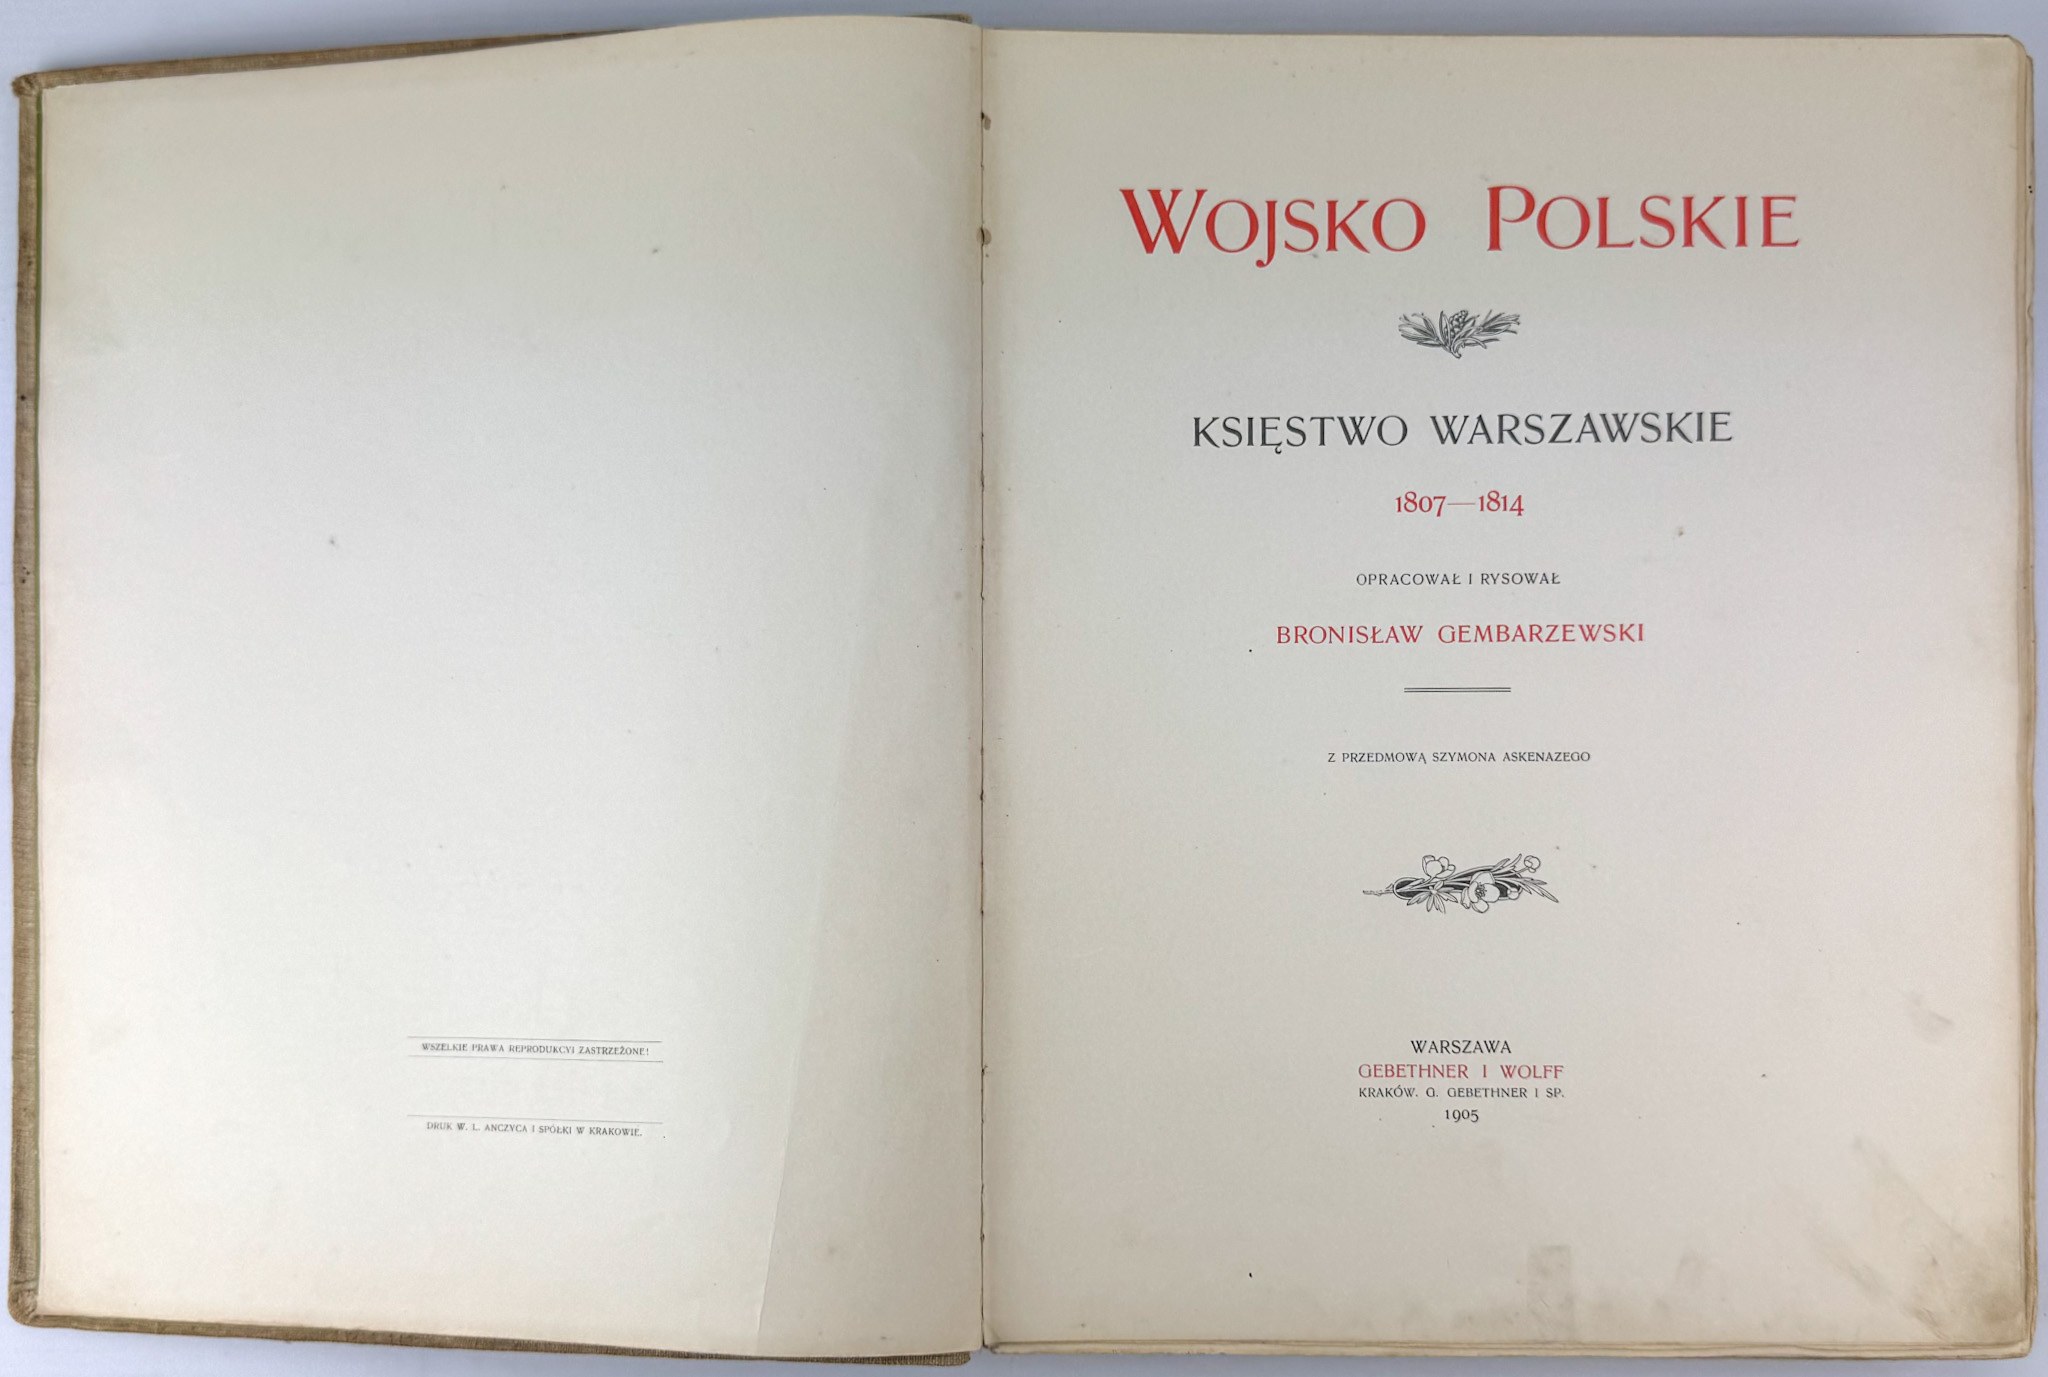 WSZELKIE PRAWA REPRODUKCYI ZASTRZEŻONE!
DRUK W. L. ANCZYCA I SPÓŁKI W KRAKOWIE.
WOJSKO POLSKIE
KSIĘSTWO WARSZAWSKIE
1807—1814
OPRACOWAŁ I RYSOWAŁ
BRONISŁAW GEMBARZEWSKI
Z PRZEDMOWĄ SZYMONA ASKENAZEGO
WARSZAWA
GEBETHNER I WOLFF
KRAKÓW. G. GEBETHNER I SP.
1905